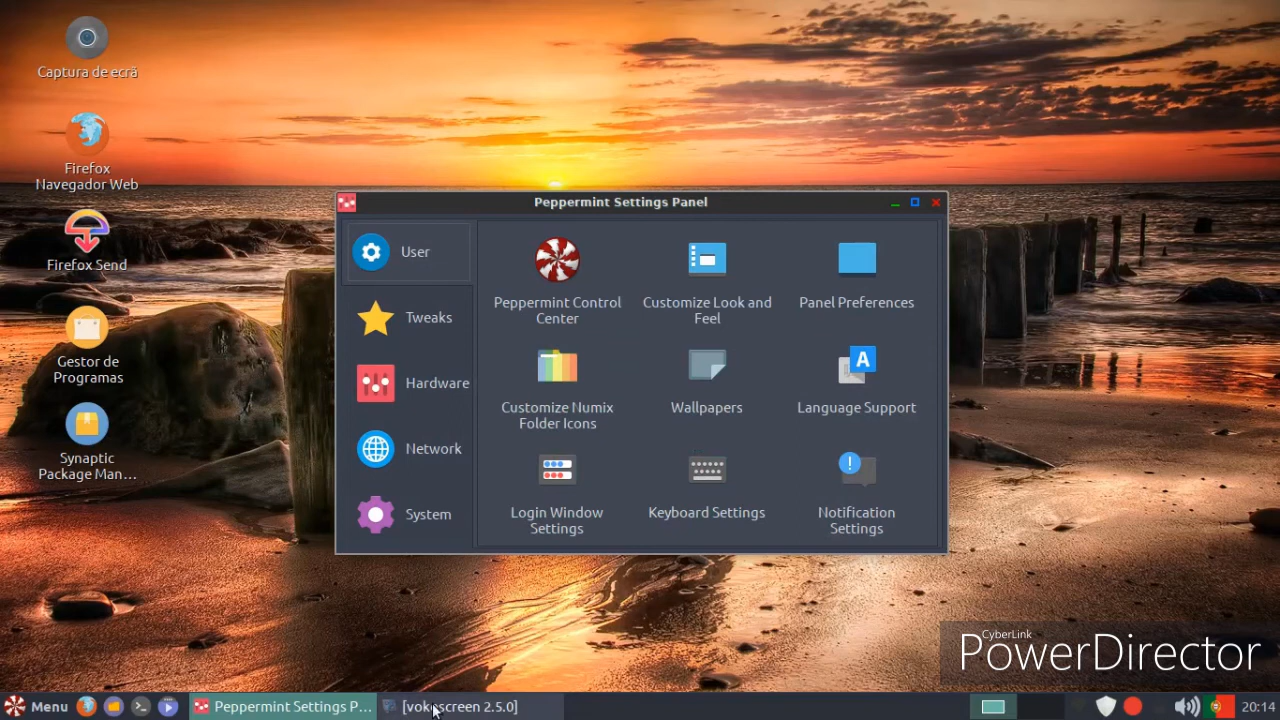 Captura de ecrã
Firefox
Navegador Web
Firefox Send
Gestor de
Programas
Synaptic
Package Man…
Peppermint Settings Panel
User
Tweaks
Hardware
Network
System
Peppermint Control
Center
Customize Look and
Feel
Panel Preferences
Customize Numix
Folder Icons
Wallpapers
Language Support
Login Window
Settings
Keyboard Settings
Notification
Settings
CyberLink
PowerDirector
Menu
Peppermint Settings P…
[vokoscreen 2.5.0]
20:14